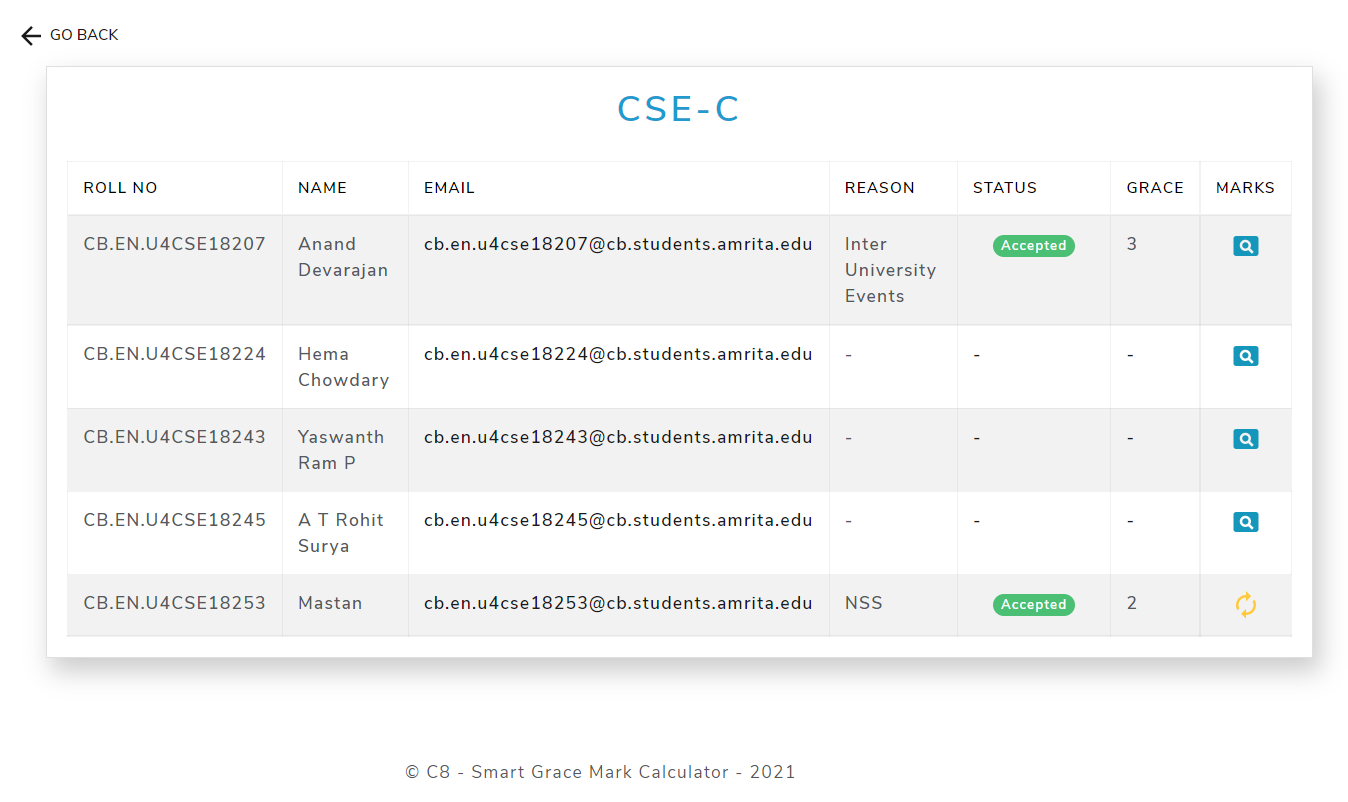 GO BACK
CSE-C
ROLL NO NAME EMAIL REASON STATUS GRACE MARKS
CB.EN.U4CSE18207 Anand cb.en.u4cse18207@cb.students.amrita.edu Inter Accepted 3
Devarajan University
Events
CB.EN.U4CSE18224 Hema cb.en.u4cse18224@cb.students.amrita.edu - - -
Chowdary
CB.EN.U4CSE18243 Yaswanth cb.en.u4cse18243@cb.students.amrita.edu - - -
Ram P
CB.EN.U4CSE18245 A T Rohit cb.en.u4cse18245@cb.students.amrita.edu - - -
Surya
CB.EN.U4CSE18253 Mastan cb.en.u4cse18253@cb.students.amrita.edu NSS Accepted 2
© C8 - Smart Grace Mark Calculator - 2021